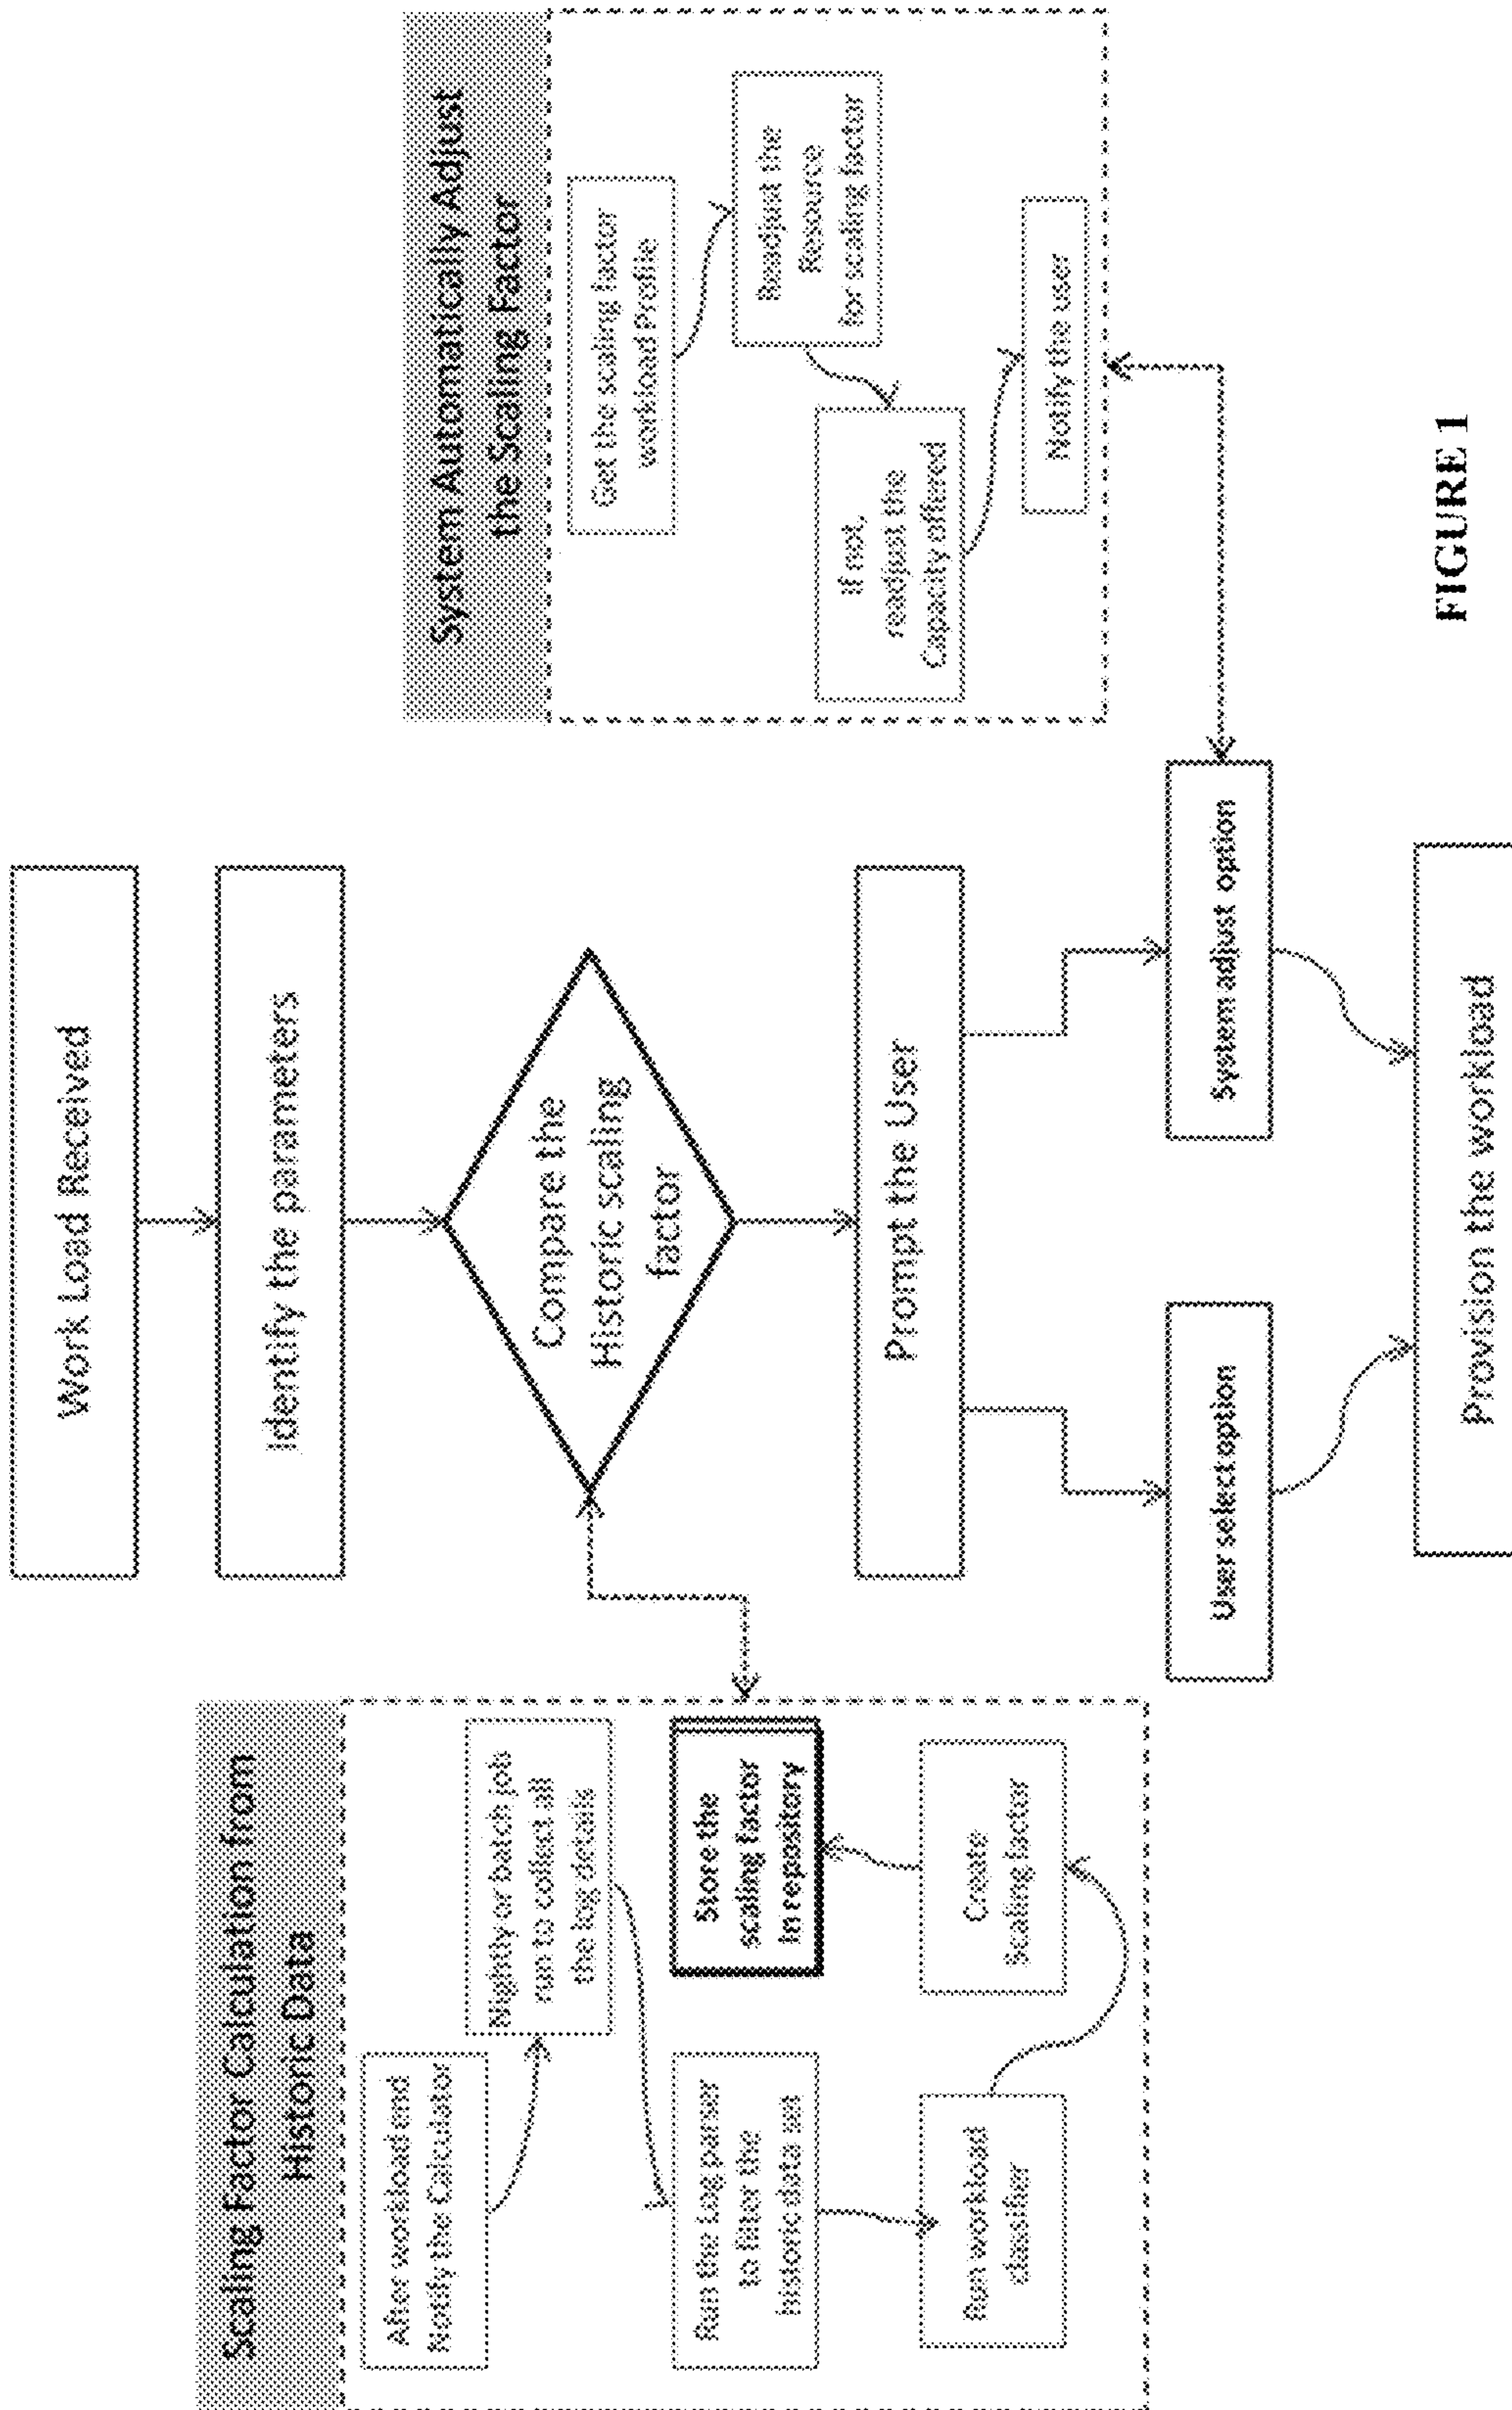 Scaling Factor Calculation from
Historic Data
After workload end
Notify the Calculator
Nightly or batch job
run to collect all
the log details
Run the Log parser
to filter the
historic data set
Store the
scaling factor
in repository
Run workload
classifier
Create
Scaling factor
Work Load Received
Identify the parameters
Compare the
Historic scaling
factor
Prompt the User
User select option
System adjust option
Provision the workload
System Automatically Adjust
the Scaling Factor
Get the scaling factor
workload Profile
Readjust the
Resource
for scaling factor
If not,
readjust the
Capacity offered
Notify the user
FIGURE 1